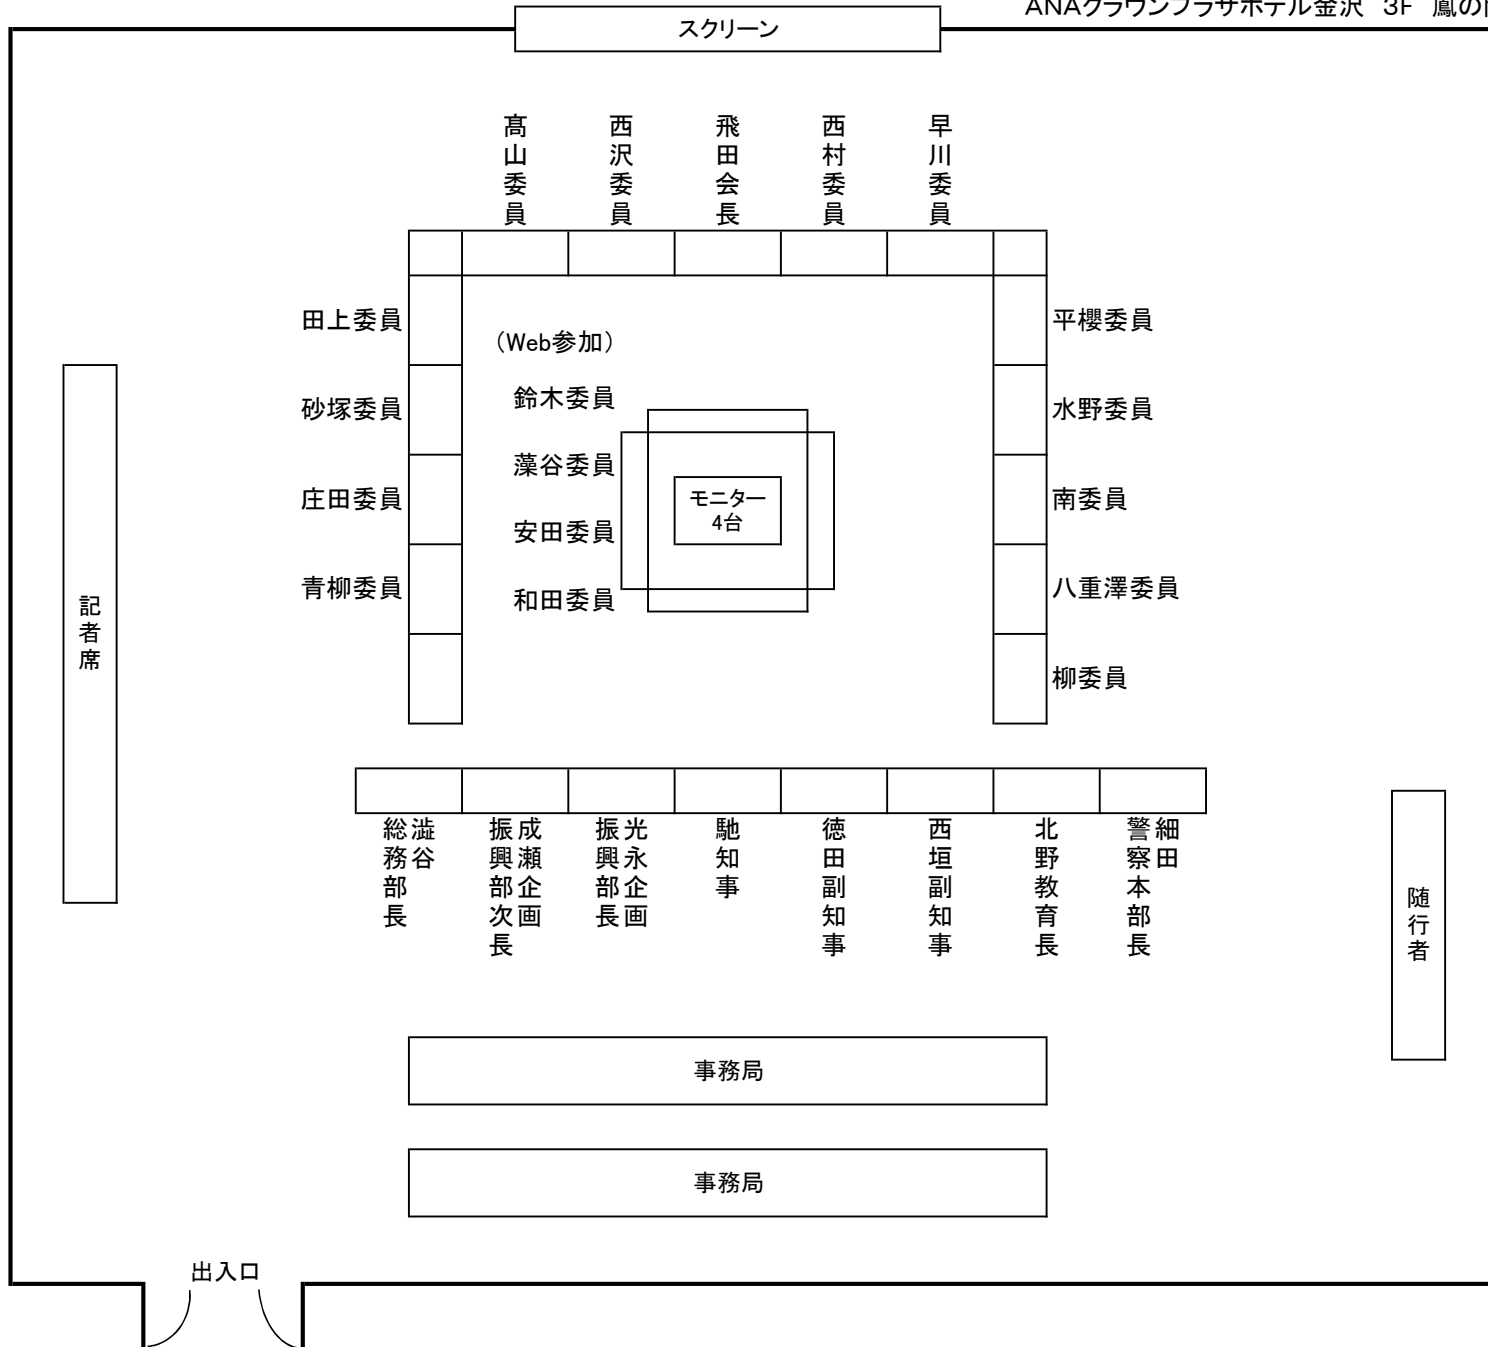 ANAクラウンプラザホテル金沢 3F 鳳の間
スクリーン
髙山委員
西沢委員
飛田会長
西村委員
早川委員
田上委員
砂塚委員
庄田委員
青柳委員
(Web参加)
鈴木委員
藻谷委員
安田委員
和田委員
モニター
4台
平櫻委員
水野委員
南委員
八重澤委員
柳委員
記者席
澁谷
総務部長
成瀬企画
振興部次長
光永企画
振興部長
馳知事
徳田副知事
西垣副知事
北野教育長
細田
警察本部長
随行者
事務局
事務局
出入口